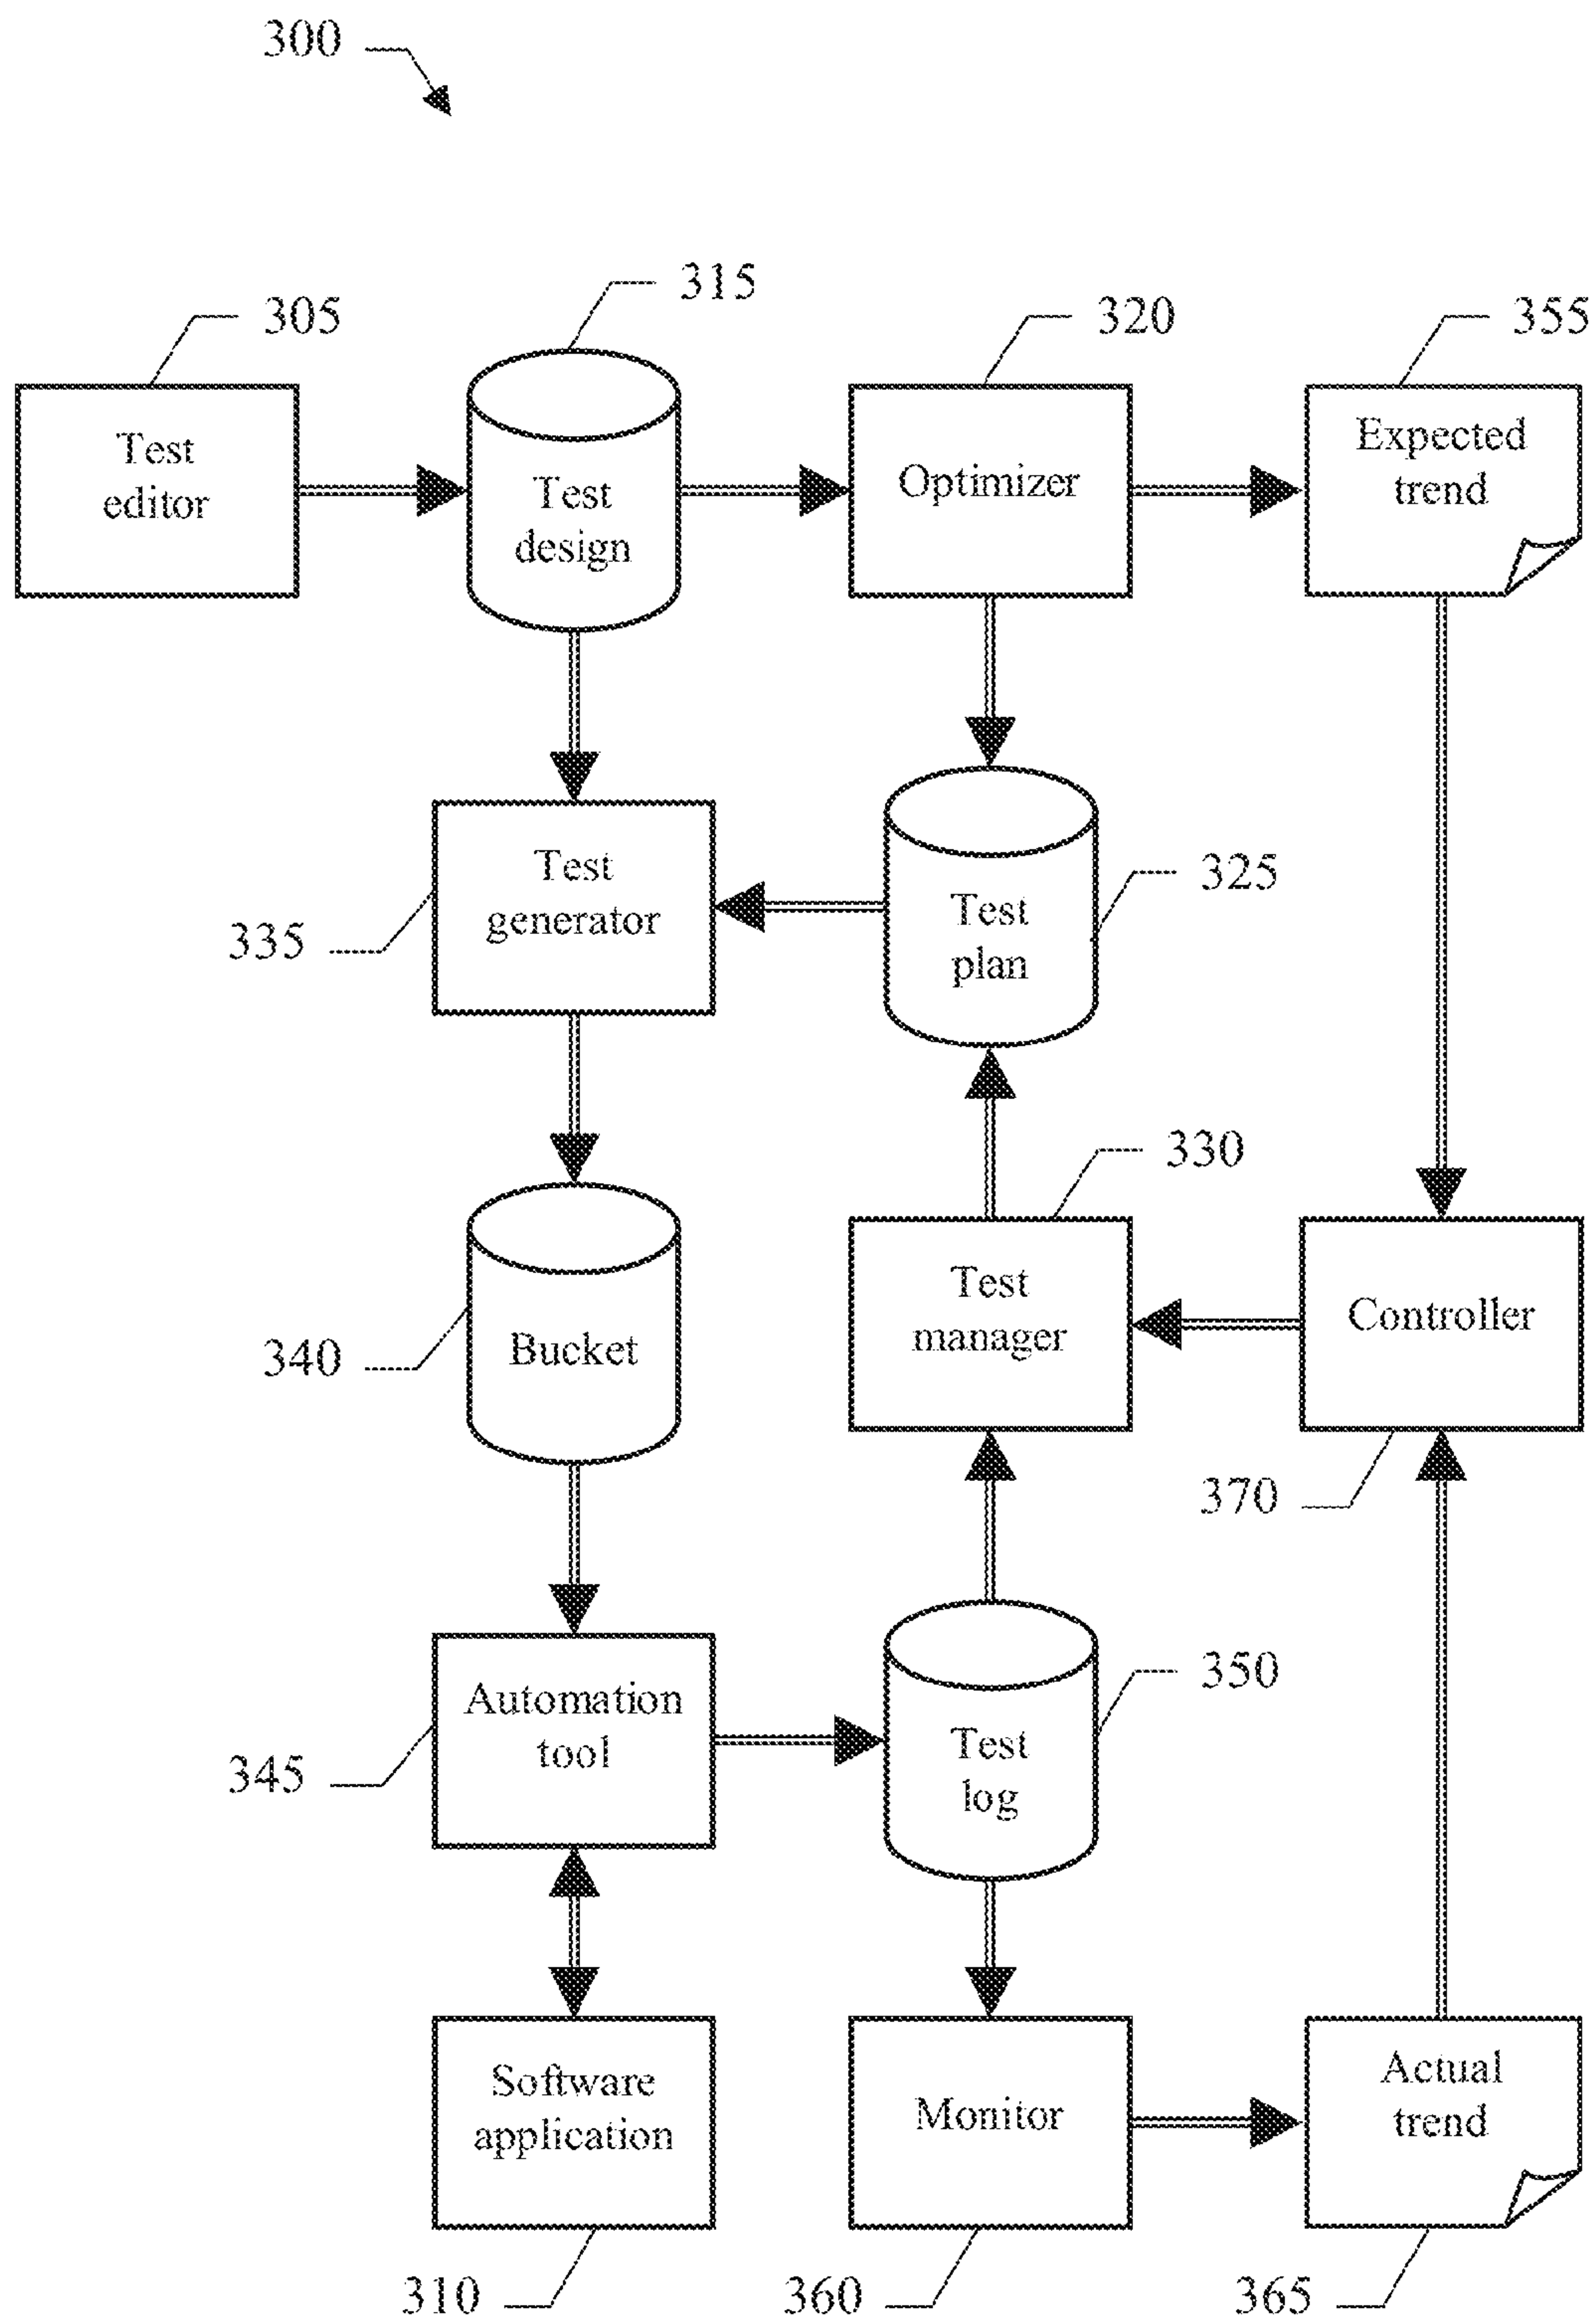 300
315
305
320
355
Test
editor
Test
design
Optimizer
Expected
trend
Test
generator
335
Test
plan
325
330
Bucket
340
Test
manager
Controller
370
Automation
tool
345
Test
log
350
Software
application
Monitor
Actual
trend
310
360
365